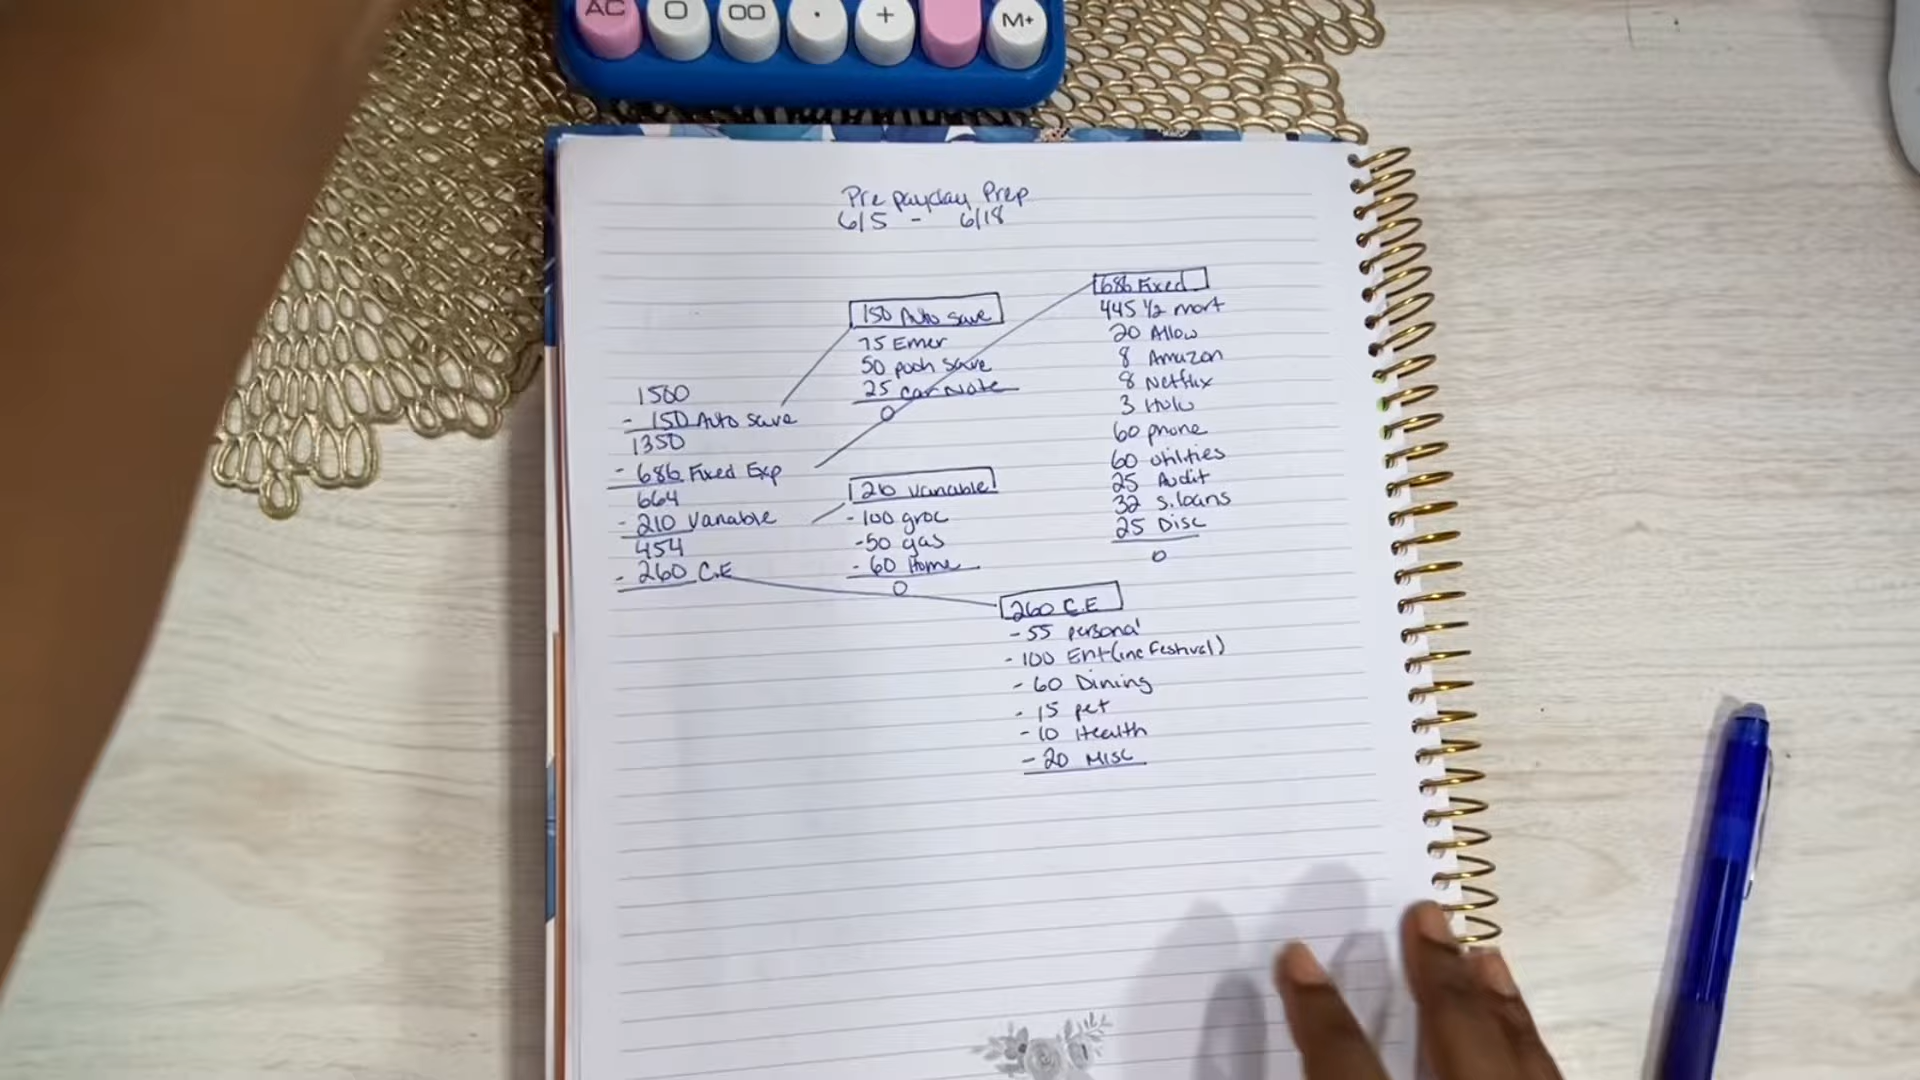 AC 0 00 . + M+
Pre payday Prep
6/5 - 6/18
1500
- 150 Auto save
1350
- 686 Fixed Exp
664
- 210 Variable
454
- 260 C.E
150 Auto save
75 Emer
50 pooh save
25 car Note
0
210 Variable
- 100 groc
- 50 gas
- 60 Home
0
686 Fixed
445 1/2 mort
20 Allow
8 Amazon
8 Netflix
3 Hulu
60 phone
60 utilities
25 Audit
32 s.loans
25 Disc
0
260 C.E
- 55 personal
- 100 Ent (inc Festival)
- 60 Dining
- 15 pet
- 10 Health
- 20 Misc